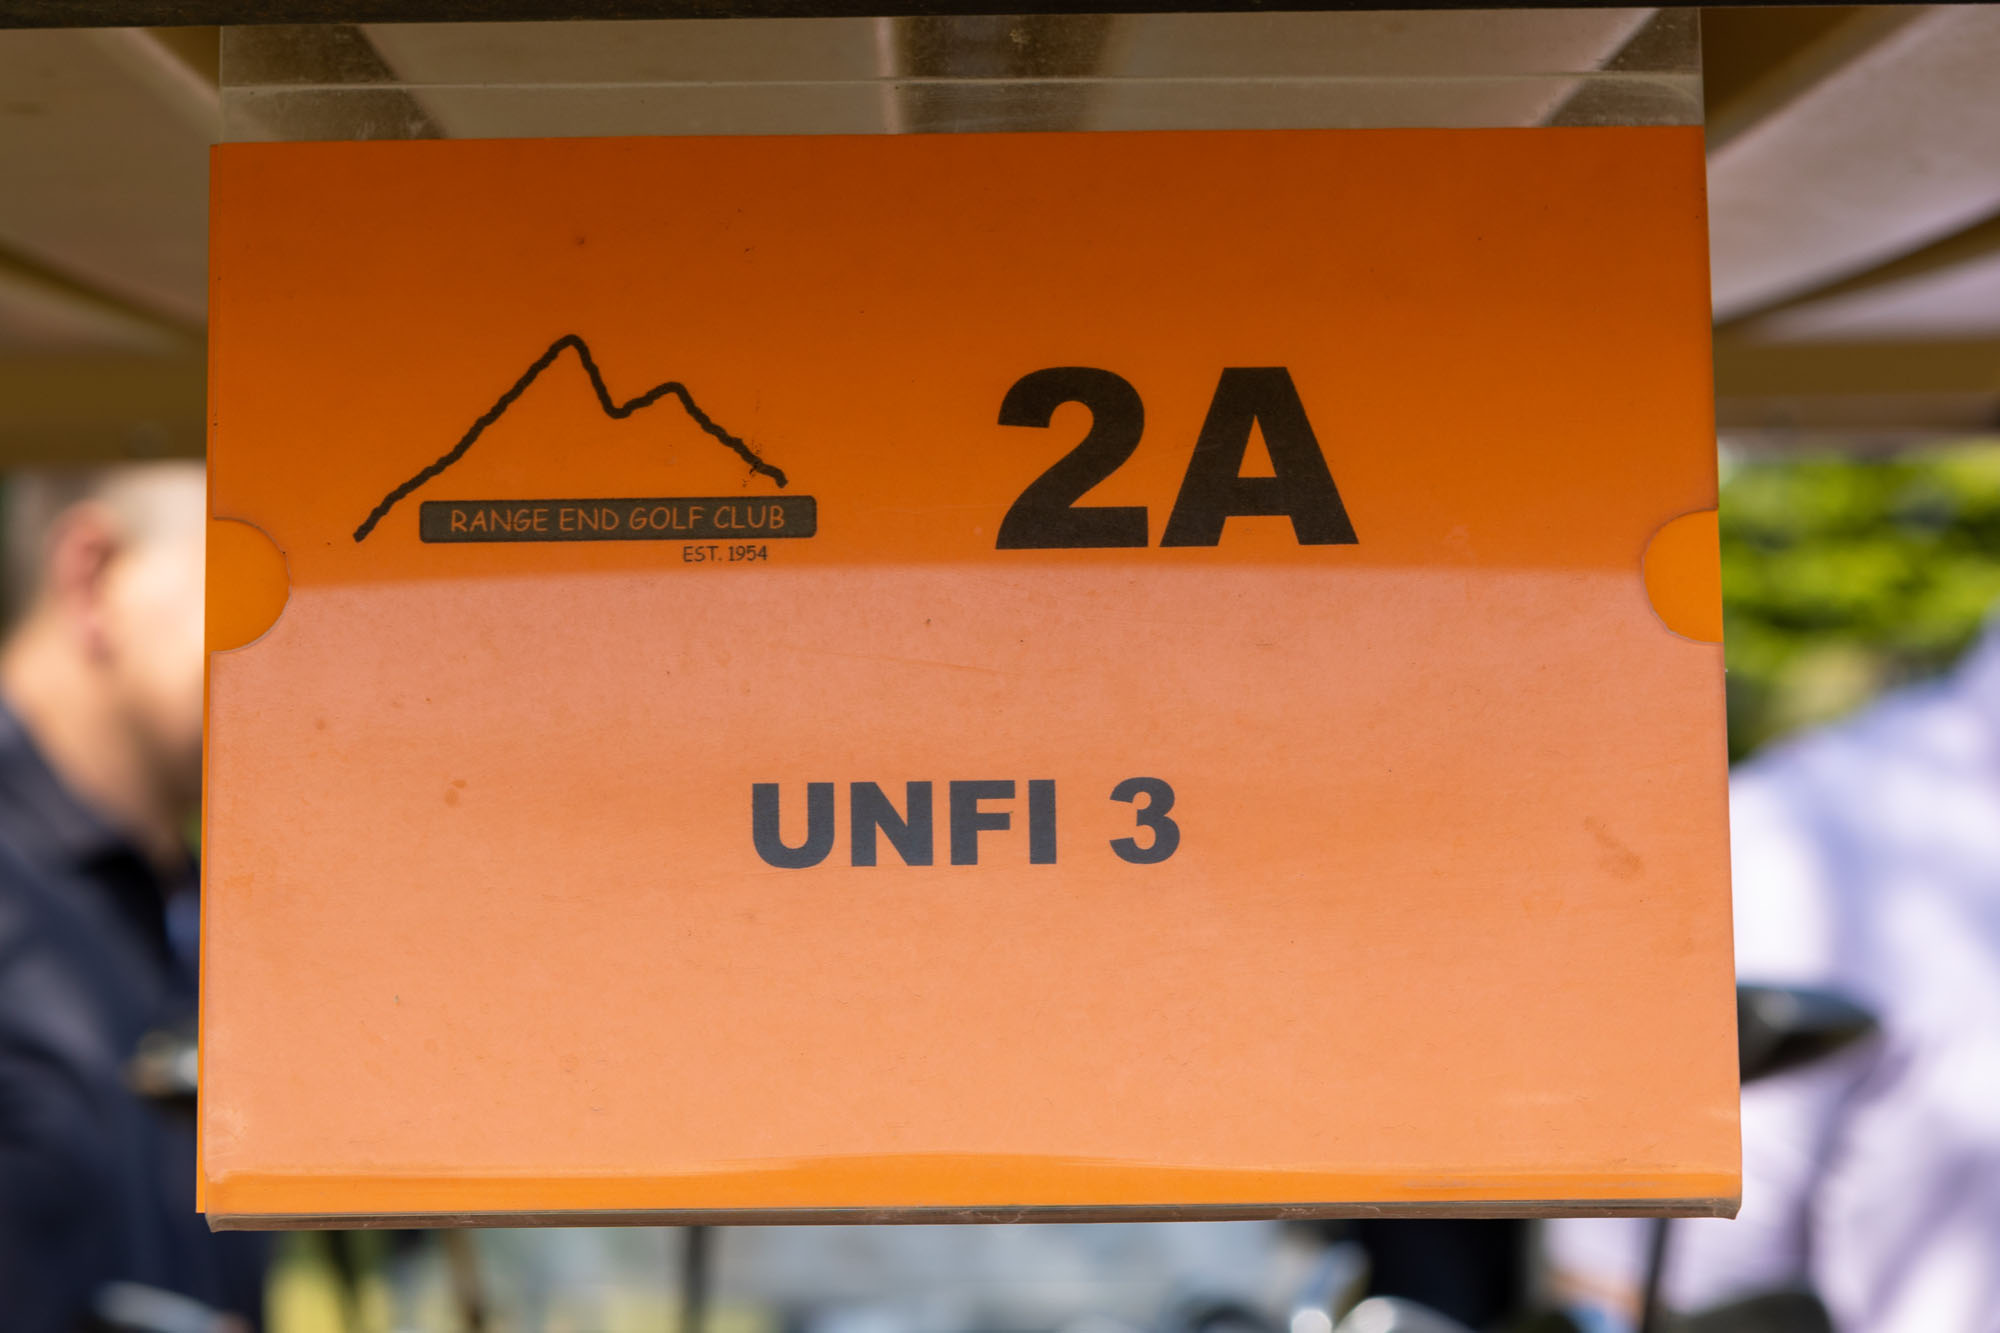 2A
RANGE END GOLF CLUB
EST. 1954
UNFI 3